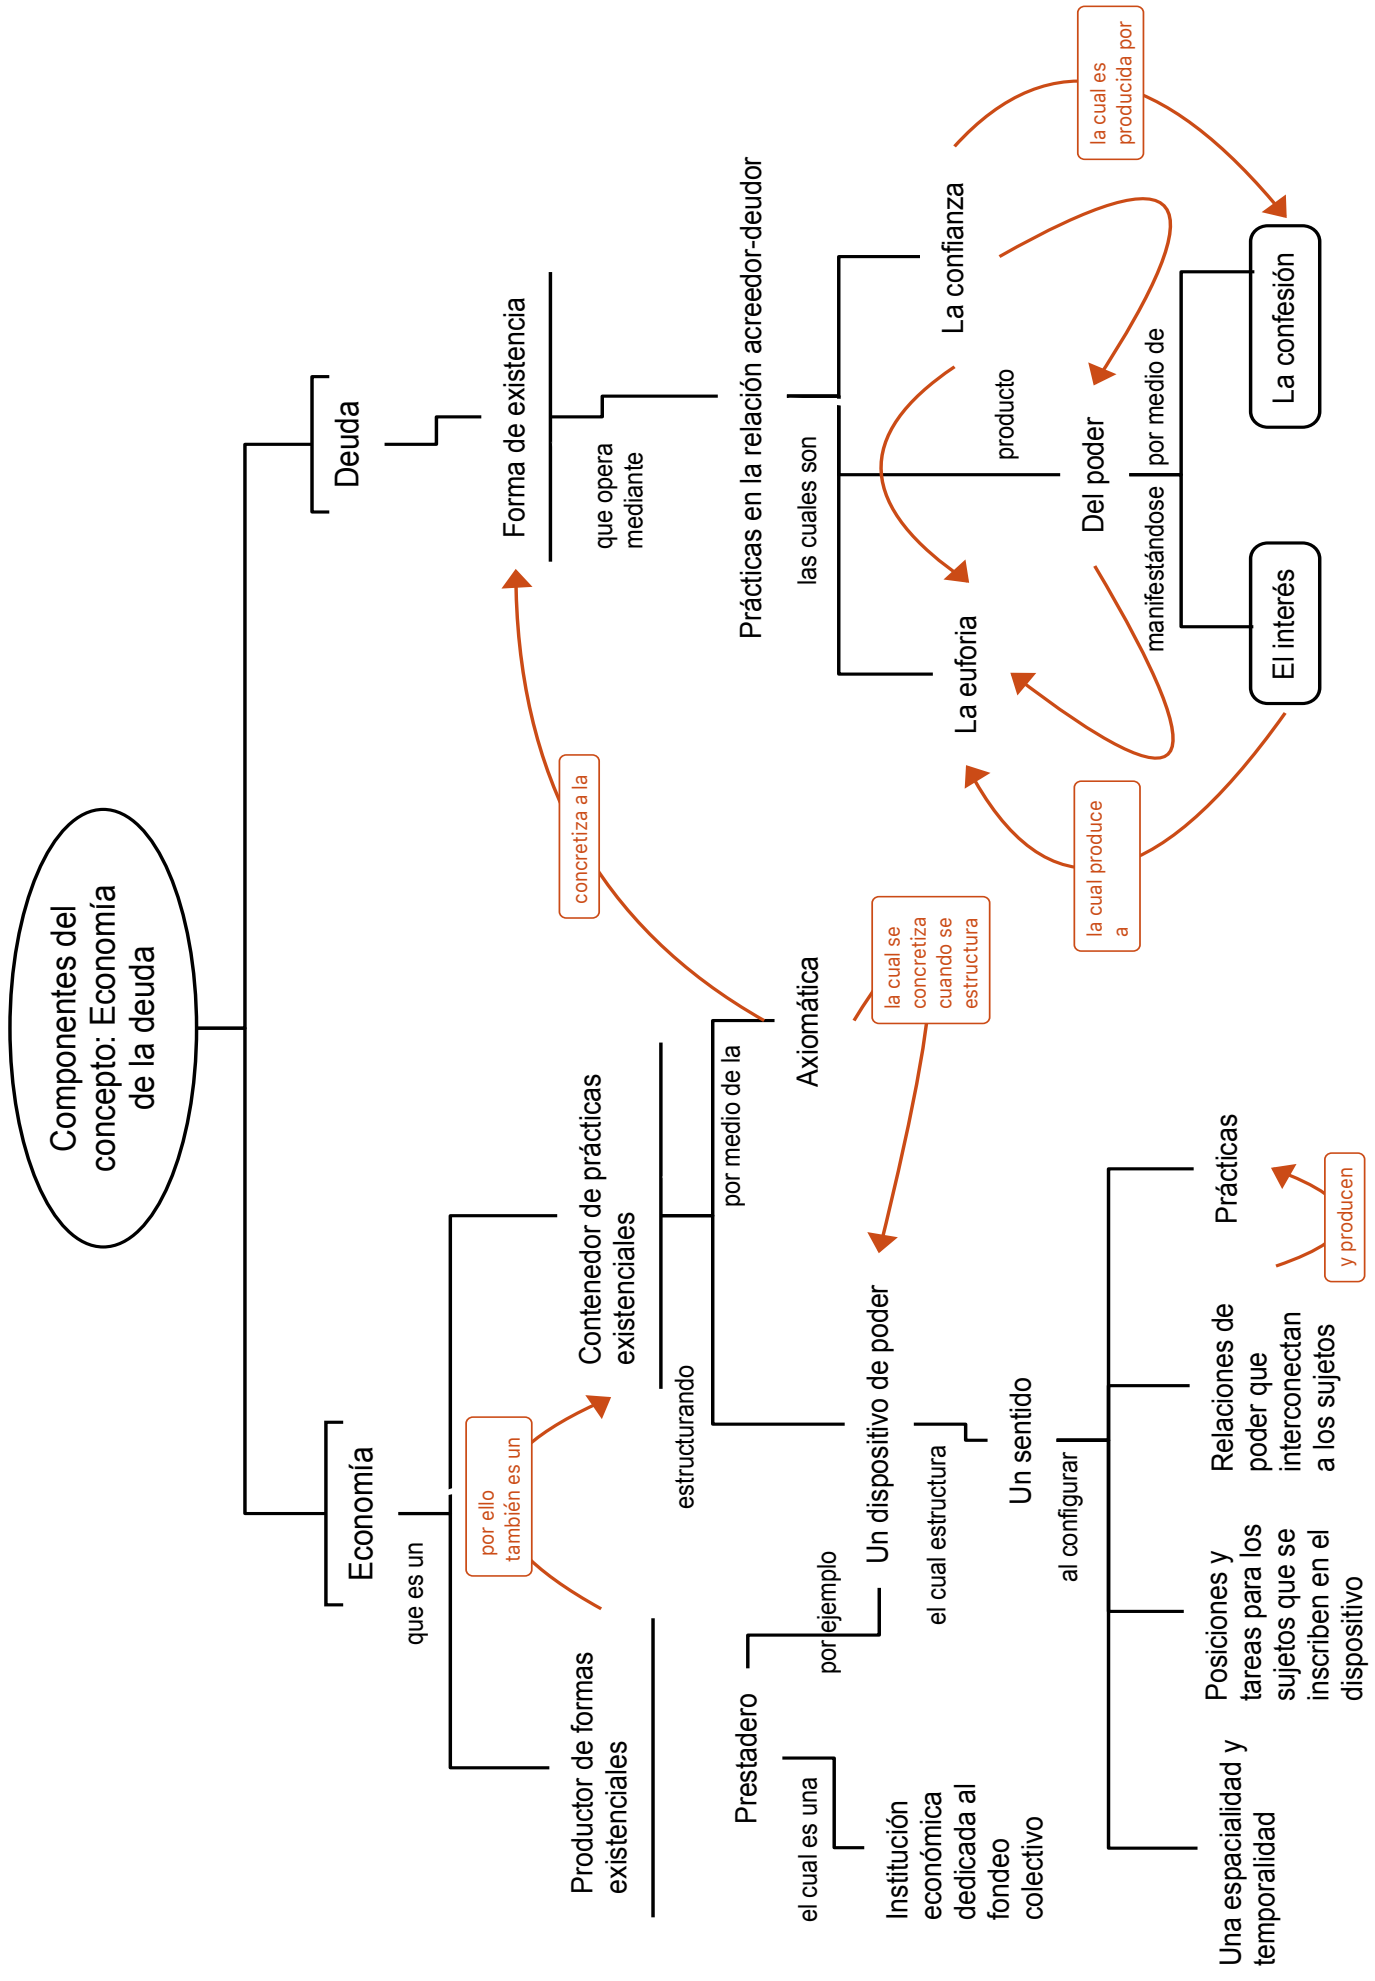 Componentes del
concepto: Economía
de la deuda
Economía
que es un
Productor de formas
existenciales
por ello
también es un
Contenedor de prácticas
existenciales
estructurando
por medio de la
Axiomática
concretiza a la
la cual se
concretiza
cuando se
estructura
Un dispositivo de poder
por ejemplo
Prestadero
el cual es una
Institución
económica
dedicada al
fondeo
colectivo
el cual estructura
Un sentido
al configurar
Una espacialidad y
temporalidad
Posiciones y
tareas para los
sujetos que se
inscriben en el
dispositivo
Relaciones de
poder que
interconectan
a los sujetos
y producen
Prácticas
Deuda
Forma de existencia
que opera
mediante
Prácticas en la relación acreedor-deudor
las cuales son
La euforia
producto
Del poder
La confianza
manifestándose
por medio de
la cual produce
a
la cual es
producida por
El interés
La confesión